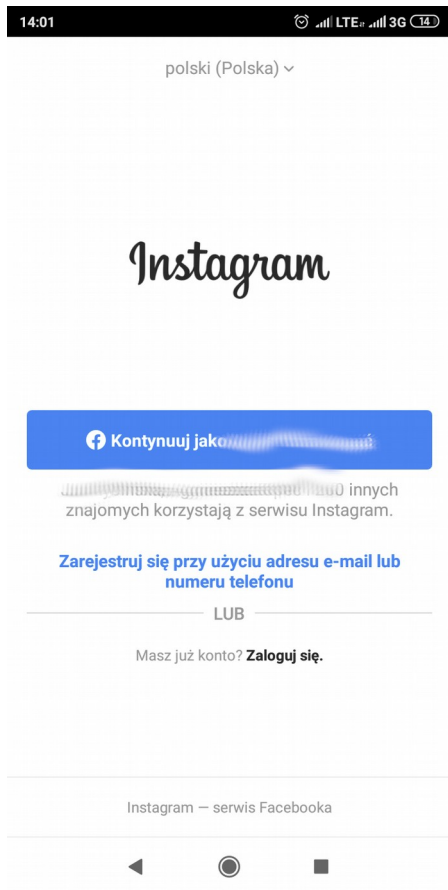 14:01 LTE 3G 14
polski (Polska)
Instagram
Kontynuuj jako
innych
znajomych korzystają z serwisu Instagram.
Zarejestruj się przy użyciu adresu e-mail lub
numeru telefonu
LUB
Masz już konto? Zaloguj się.
Instagram — serwis Facebooka